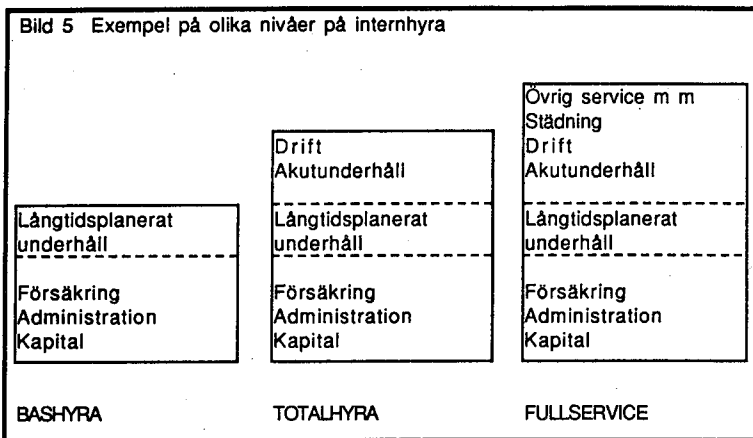 Bild 5 Exempel på olika nivåer på internhyra
Långtidsplanerat
underhåll
Försäkring
Administration
Kapital
BASHYRA
Drift
Akutunderhåll
Långtidsplanerat
underhåll
Försäkring
Administration
Kapital
TOTALHYRA
Övrig service m m
Städning
Drift
Akutunderhåll
Långtidsplanerat
underhåll
Försäkring
Administration
Kapital
FULLSERVICE